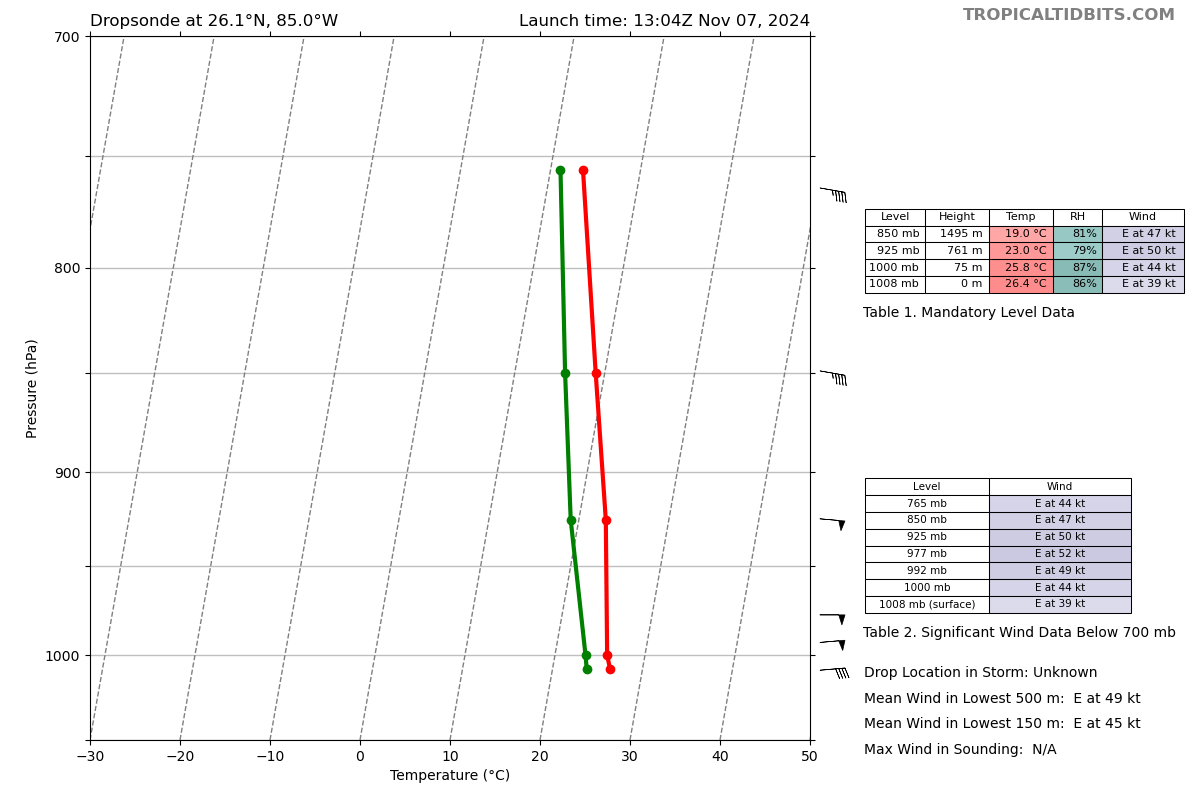 Dropsonde at 26.1°N, 85.0°W
Launch time: 13:04Z Nov 07, 2024
TROPICALTIDBITS.COM
700
800
900
1000
Pressure (hPa)
−30 −20 −10 0 10 20 30 40 50
Temperature (°C)
Level Height Temp RH Wind
850 mb 1495 m 19.0 °C 81% E at 47 kt
925 mb 761 m 23.0 °C 79% E at 50 kt
1000 mb 75 m 25.8 °C 87% E at 44 kt
1008 mb 0 m 26.4 °C 86% E at 39 kt
Table 1. Mandatory Level Data
Level Wind
765 mb E at 44 kt
850 mb E at 47 kt
925 mb E at 50 kt
977 mb E at 52 kt
992 mb E at 49 kt
1000 mb E at 44 kt
1008 mb (surface) E at 39 kt
Table 2. Significant Wind Data Below 700 mb
Drop Location in Storm: Unknown
Mean Wind in Lowest 500 m:  E at 49 kt
Mean Wind in Lowest 150 m:  E at 45 kt
Max Wind in Sounding:  N/A